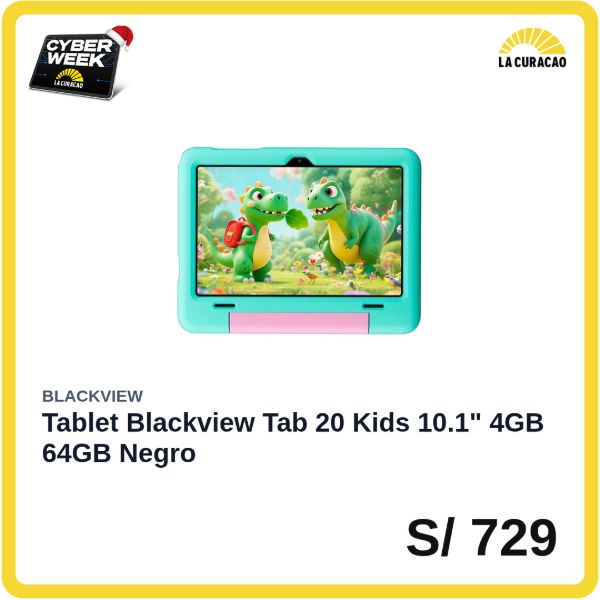 CYBER
WEEK
LA CURACAO
LA CURACAO
BLACKVIEW
Tablet Blackview Tab 20 Kids 10.1" 4GB
64GB Negro
S/ 729